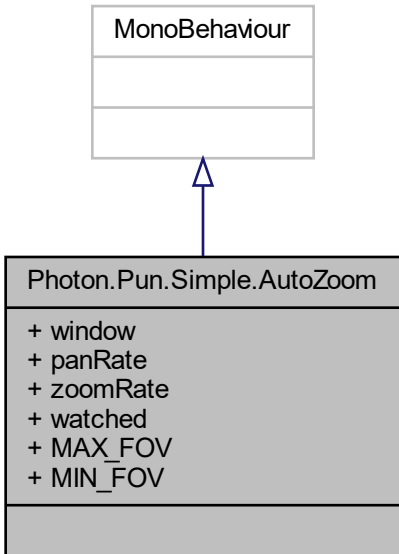 MonoBehaviour
Photon.Pun.Simple.AutoZoom
+ window
+ panRate
+ zoomRate
+ watched
+ MAX_FOV
+ MIN_FOV